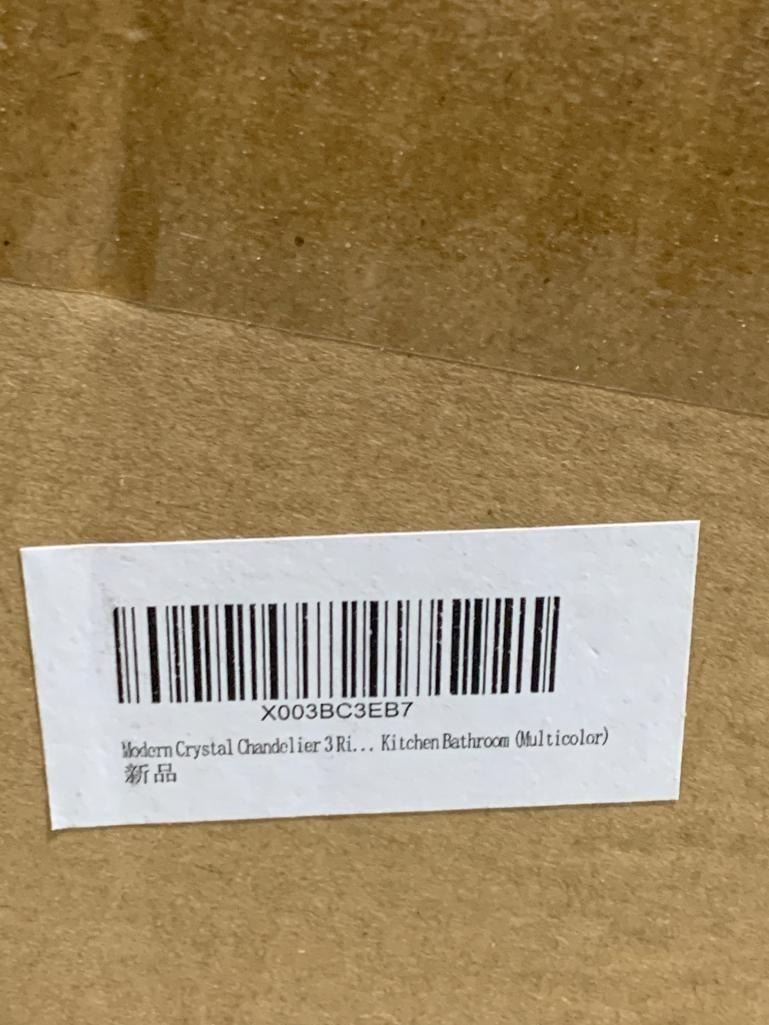 X003BC3EB7
Modern Crystal Chandelier 3 Ri... Kitchen Bathroom (Multicolor)
新品